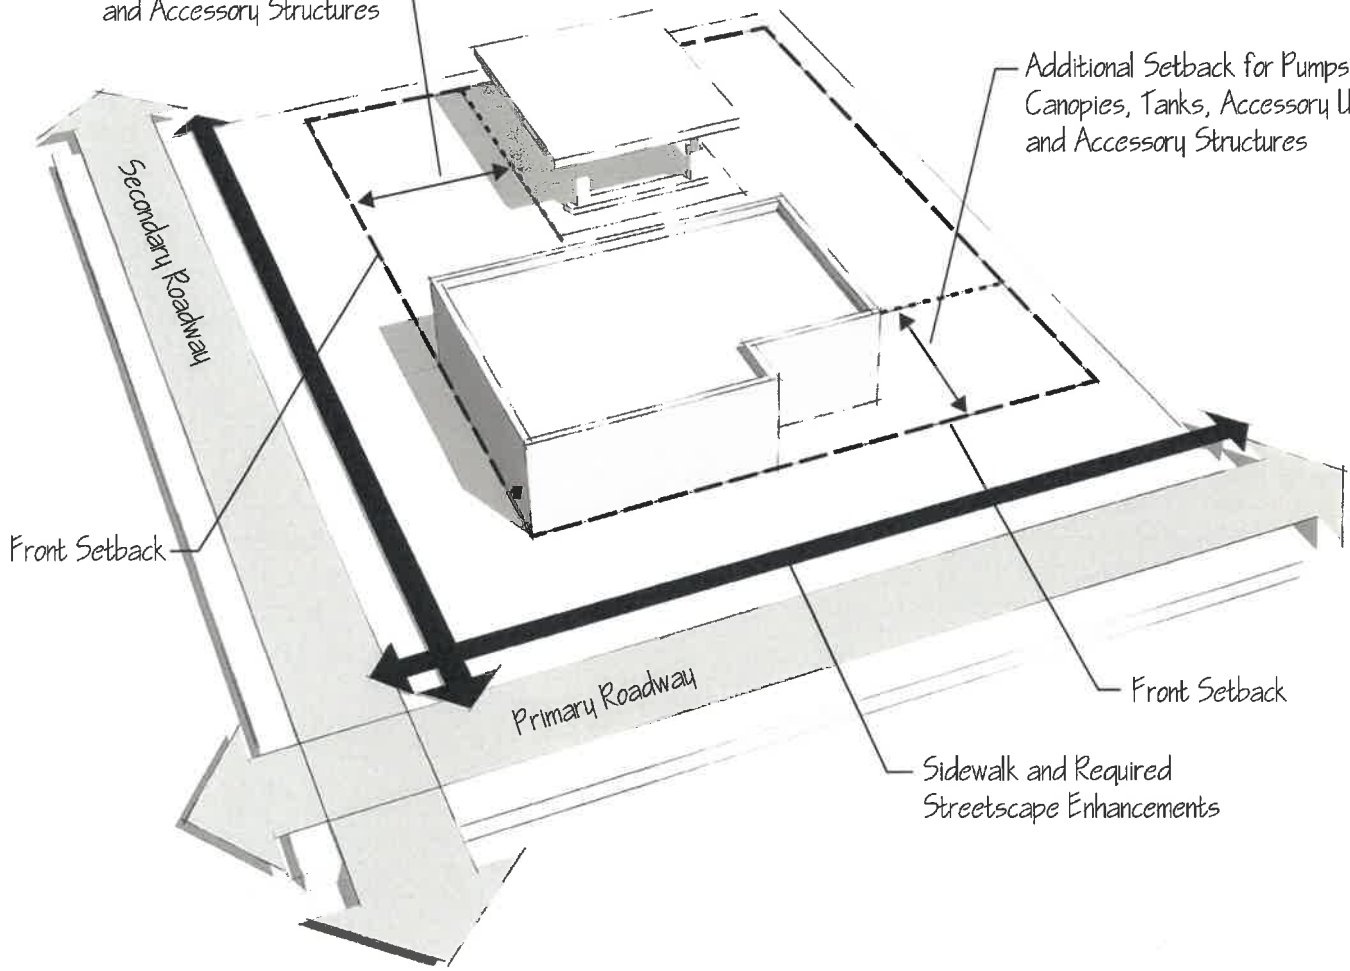 and Accessory Structures
Additional Setback for Pumps
Canopies, Tanks, Accessory U
and Accessory Structures
Secondary Roadway
Front Setback
Primary Roadway
Front Setback
Sidewalk and Required
Streetscape Enhancements